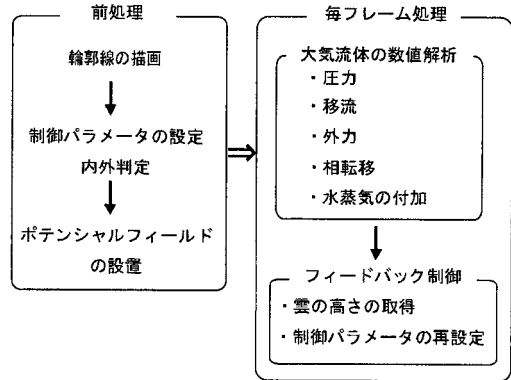 前処理
輪郭線の描画
制御パラメータの設定
内外判定
ポテンシャルフィールド
の設置
毎フレーム処理
大気流体の数値解析
・圧力
・移流
・外力
・相転移
・水蒸気の付加
フィードバック制御
・雲の高さの取得
・制御パラメータの再設定